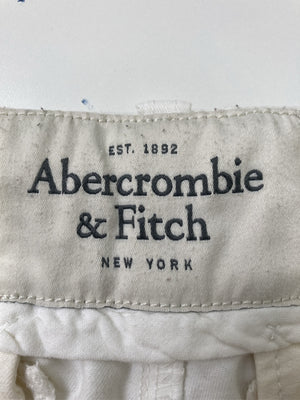 EST. 1892
Abercrombie
& Fitch
NEW YORK